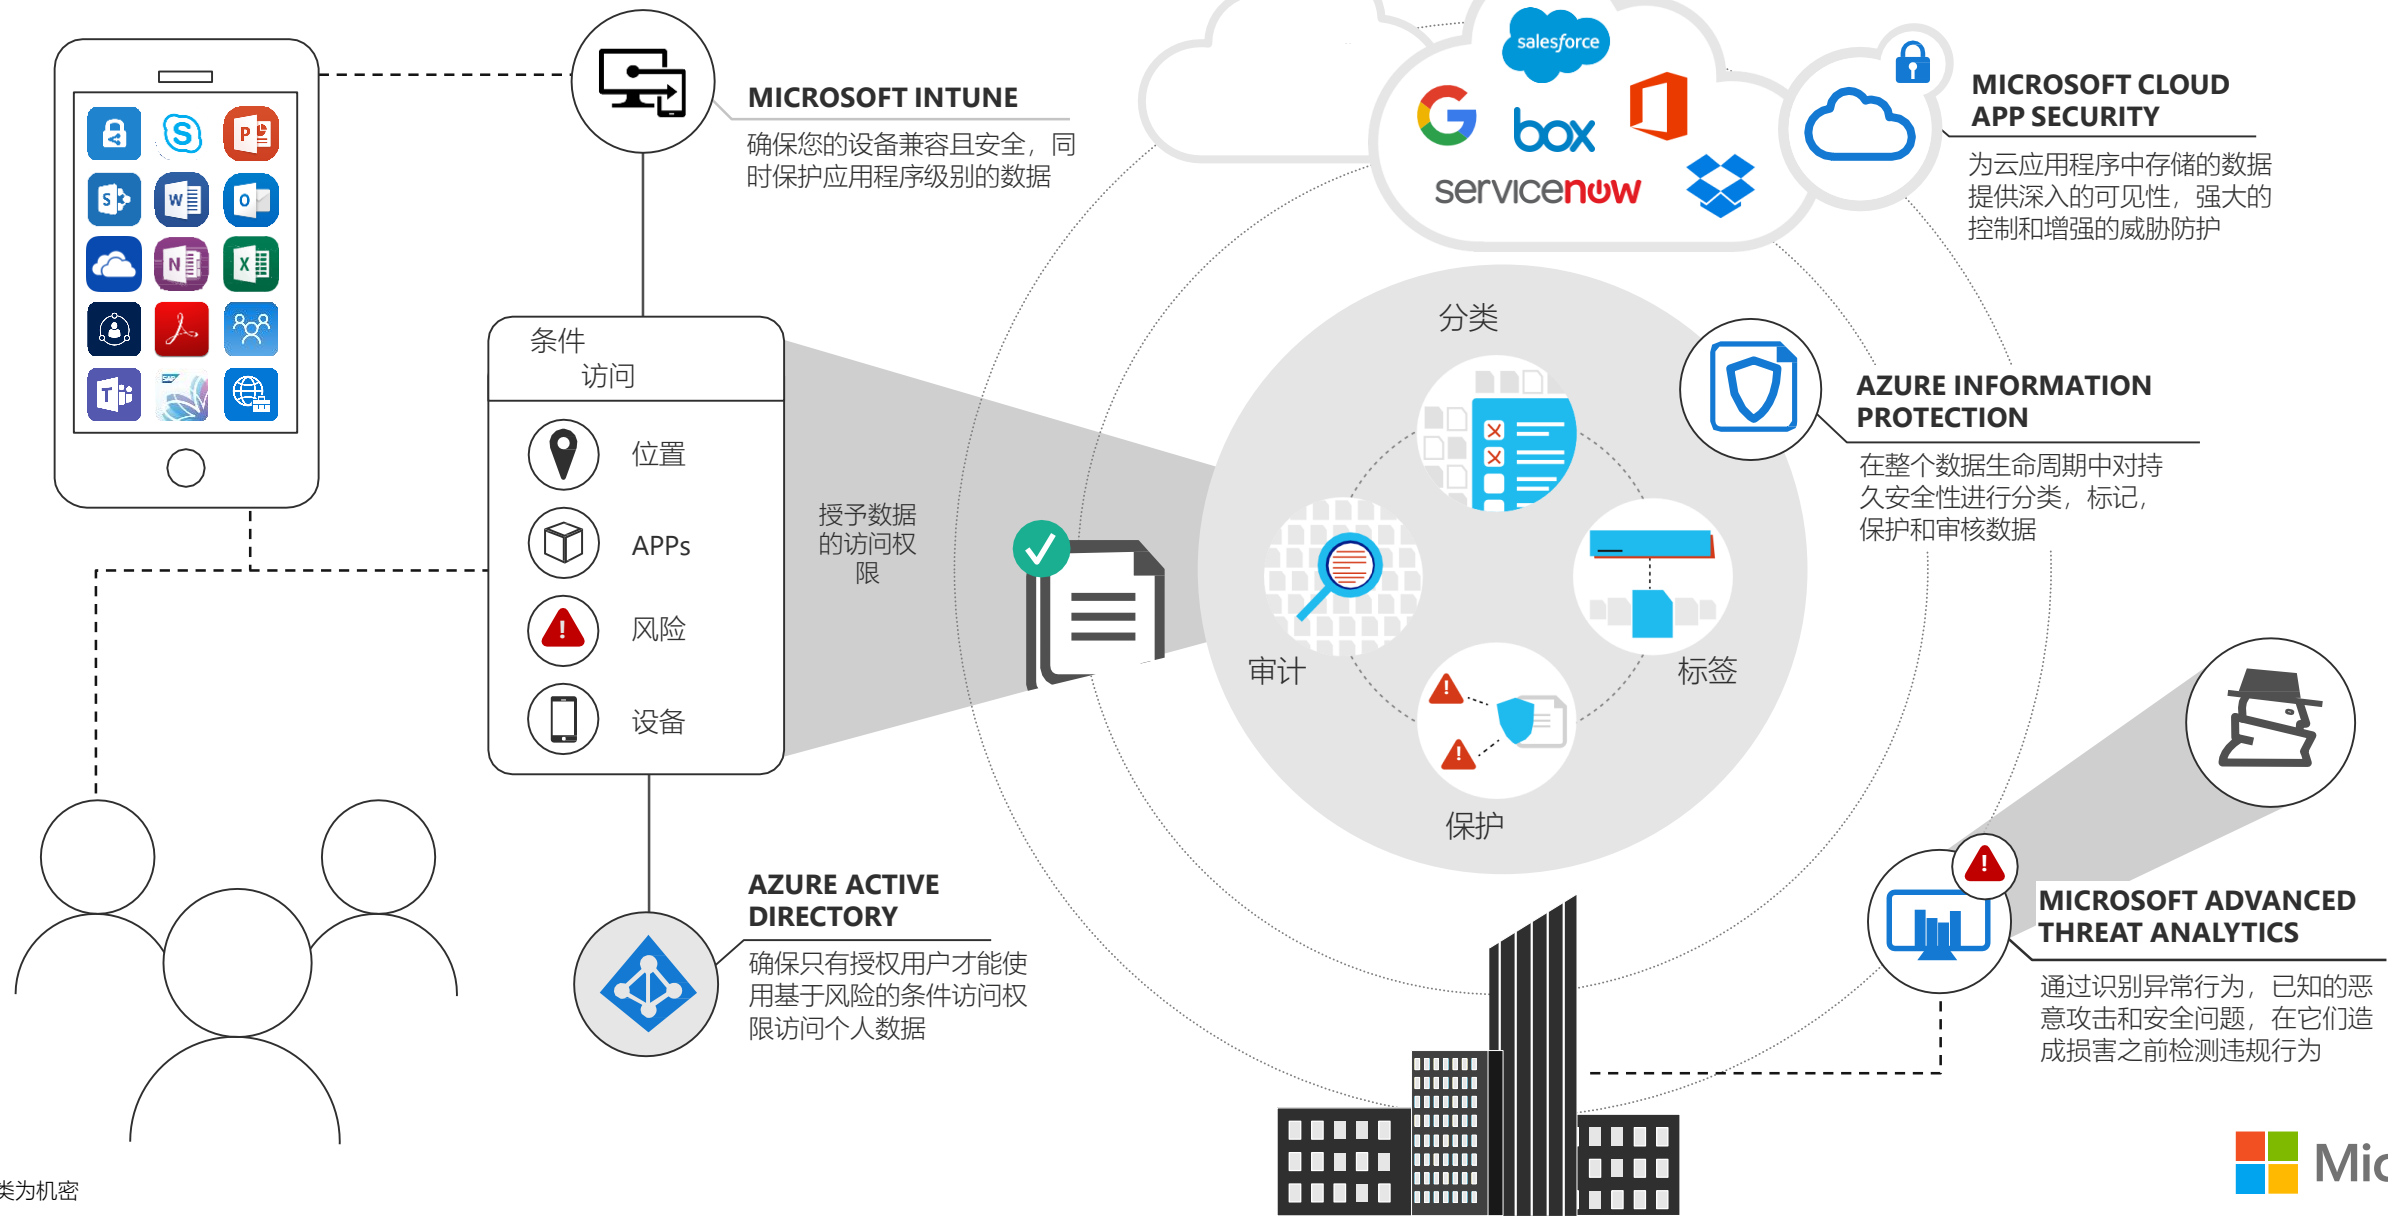 MICROSOFT INTUNE
确保您的设备兼容且安全，同
时保护应用程序级别的数据
salesforce
box
servicenow
MICROSOFT CLOUD
APP SECURITY
为云应用程序中存储的数据
提供深入的可见性，强大的
控制和增强的威胁防护
条件
访问
位置
APPs
风险
设备
授予数据
的访问权
限
分类
审计
标签
保护
AZURE INFORMATION
PROTECTION
在整个数据生命周期中对持
久安全性进行分类，标记，
保护和审核数据
AZURE ACTIVE
DIRECTORY
确保只有授权用户才能使
用基于风险的条件访问权
限访问个人数据
MICROSOFT ADVANCED
THREAT ANALYTICS
通过识别异常行为，已知的恶
意攻击和安全问题，在它们造
成损害之前检测违规行为
类为机密
Mic